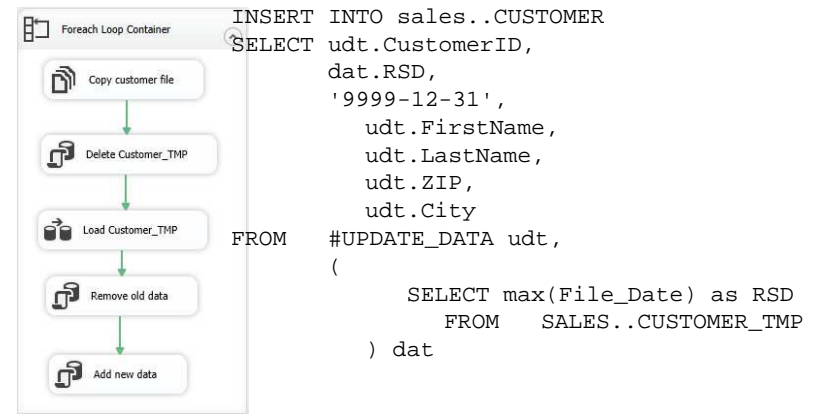 Foreach Loop Container
Copy customer file
Delete Customer_TMP
Load Customer_TMP
Remove old data
Add new data
INSERT INTO sales..CUSTOMER
SELECT udt.CustomerID,
dat.RSD,
'9999-12-31',
udt.FirstName,
udt.LastName,
udt.ZIP,
udt.City
FROM #UPDATE_DATA udt,
(
SELECT max(File_Date) as RSD
FROM SALES..CUSTOMER_TMP
) dat